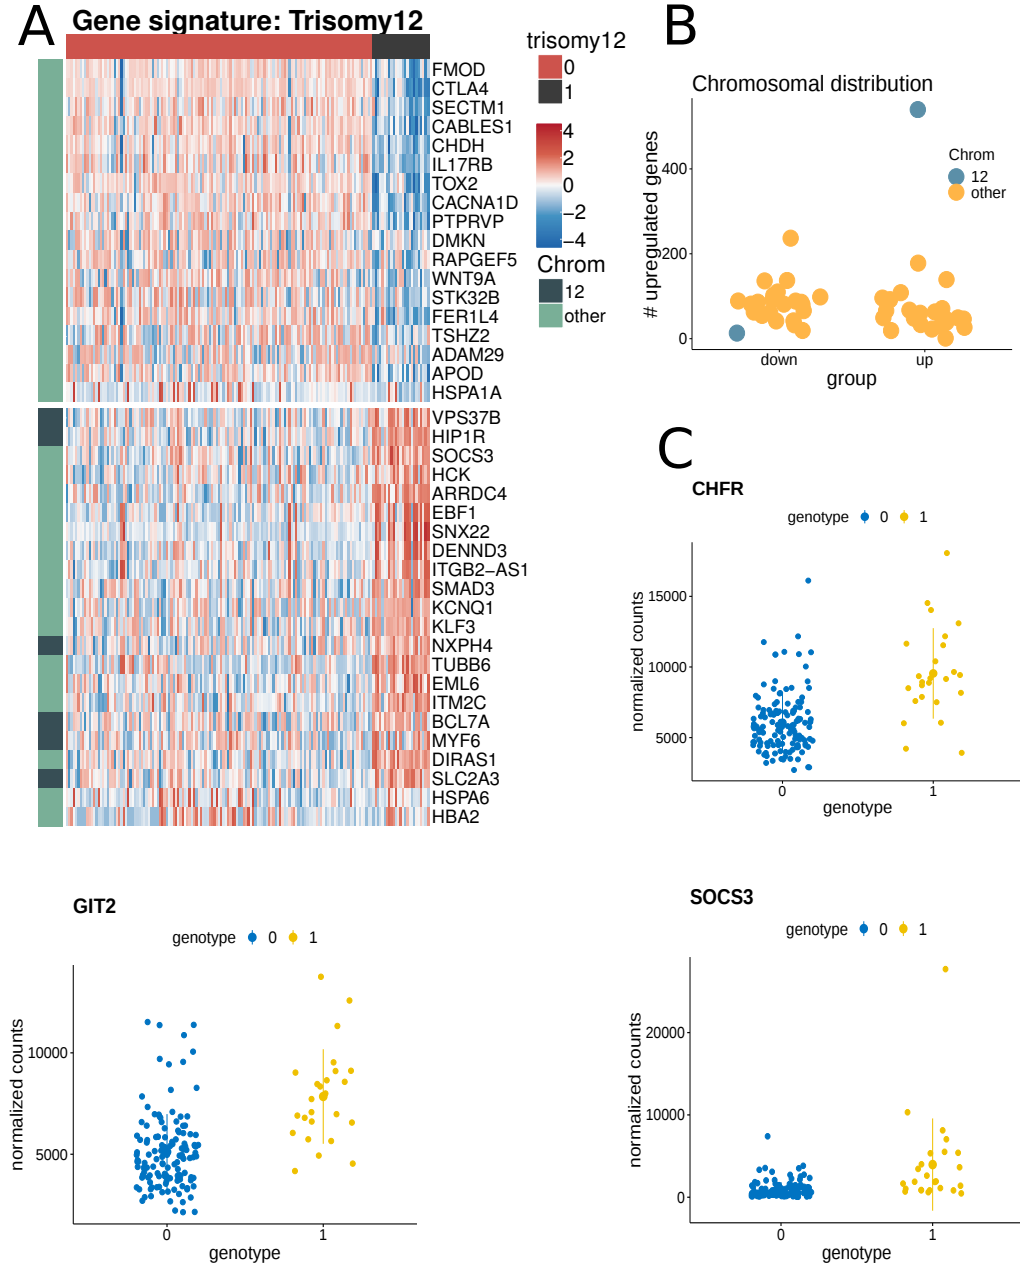 A
Gene signature: Trisomy12
FMOD
CTLA4
SECTM1
CABLES1
CHDH
IL17RB
TOX2
CACNA1D
PTPRVP
DMKN
RAPGEF5
WNT9A
STK32B
FER1L4
TSHZ2
ADAM29
APOD
HSPA1A
VPS37B
HIP1R
SOCS3
HCK
ARRDC4
EBF1
SNX22
DENND3
ITGB2−AS1
SMAD3
KCNQ1
KLF3
NXPH4
TUBB6
EML6
ITM2C
BCL7A
MYF6
DIRAS1
SLC2A3
HSPA6
HBA2
trisomy12
0
1
4
2
0
−2
−4
Chrom
12
other
B
Chromosomal distribution
# upregulated genes
400
200
0
down
up
group
Chrom
12
other
C
CHFR
genotype 0 1
normalized counts
15000
10000
5000
0
1
genotype
GIT2
genotype 0 1
normalized counts
10000
5000
0
1
genotype
SOCS3
genotype 0 1
normalized counts
20000
10000
0
0
1
genotype